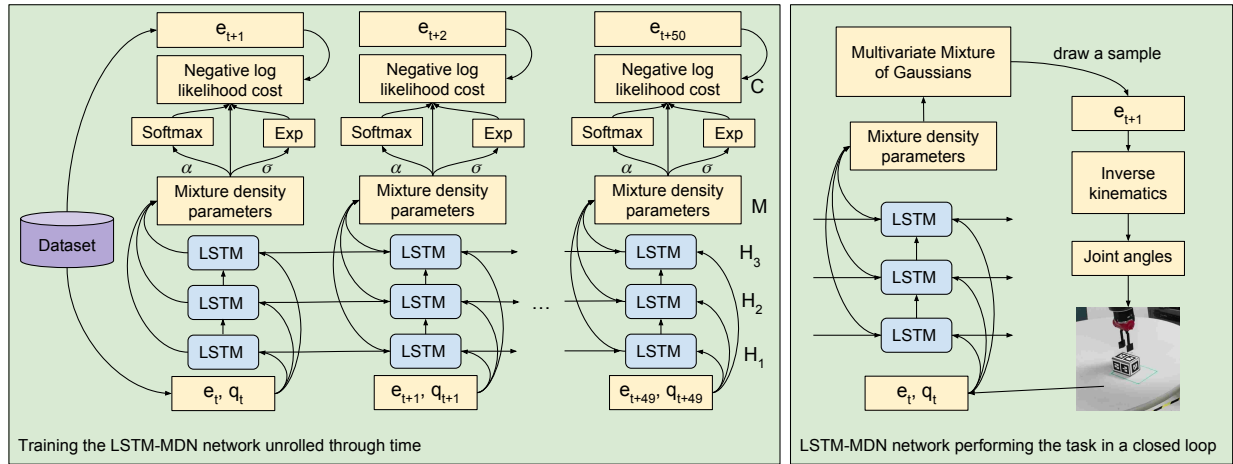 e_{t+1}
e_{t+2}
e_{t+50}
Negative log
likelihood cost
Negative log
likelihood cost
Negative log
likelihood cost
C
Softmax
Exp
Softmax
Exp
Softmax
Exp
α
σ
α
σ
α
σ
Mixture density
parameters
Mixture density
parameters
Mixture density
parameters
M
Dataset
LSTM
LSTM
LSTM
H_3
LSTM
LSTM
...
LSTM
H_2
LSTM
LSTM
LSTM
H_1
e_t, q_t
e_{t+1}, q_{t+1}
e_{t+49}, q_{t+49}
Training the LSTM-MDN network unrolled through time
Multivariate Mixture
of Gaussians
draw a sample
e_{t+1}
Mixture density
parameters
Inverse
kinematics
LSTM
Joint angles
LSTM
LSTM
e_t, q_t
LSTM-MDN network performing the task in a closed loop